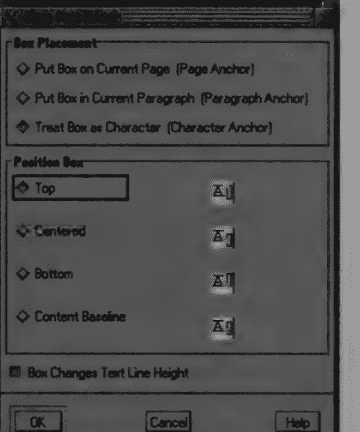 Box Placement
Put Box on Current Page (Page Anchor)
Put Box in Current Paragraph (Paragraph Anchor)
Treat Box as Character (Character Anchor)
Position Box
Top
Centered
Bottom
Content Baseline
Box Changes Text Line Height
OK Cancel Help